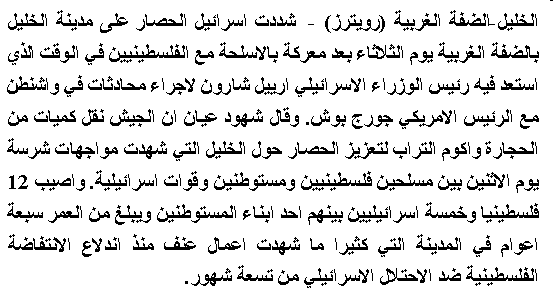 الخليل-الضفة الغربية (رويترز) - شددت اسرائيل الحصار على مدينة الخليل
بالضفة الغربية يوم الثلاثاء بعد معركة بالاسلحة مع الفلسطينيين في الوقت الذي
استعد فيه رئيس الوزراء الاسرائيلي ارييل شارون لاجراء محادثات في واشنطن
مع الرئيس الامريكي جورج بوش. وقال شهود عيان ان الجيش نقل كميات من
الحجارة واكوم التراب لتعزيز الحصار حول الخليل التي شهدت مواجهات شرسة
يوم الاثنين بين مسلحين فلسطينيين ومستوطنين وقوات اسرائيلية. واصيب 12
فلسطينيا وخمسة اسرائيليين بينهم احد ابناء المستوطنين ويبلغ من العمر سبعة
اعوام في المدينة التي كثيرا ما شهدت اعمال عنف منذ اندلاع الانتفاضة
الفلسطينية ضد الاحتلال الاسرائيلي من تسعة شهور.